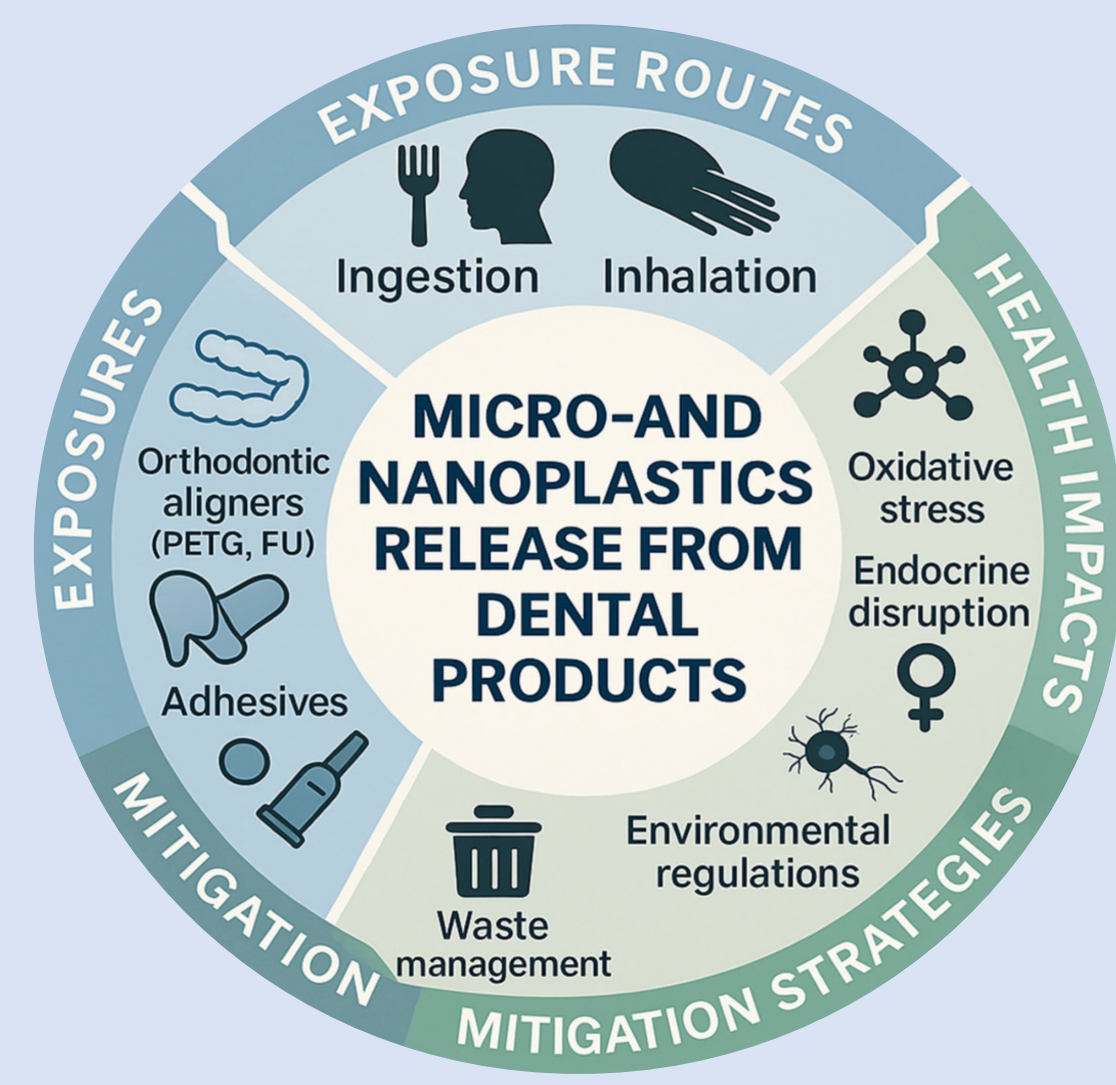 EXPOSURE ROUTES
Ingestion
Inhalation
EXPOSURES
Orthodontic
aligners
(PETG, FU)
Adhesives
MICRO-AND
NANOPLASTICS
RELEASE FROM
DENTAL
PRODUCTS
HEALTH IMPACTS
Oxidative
stress
Endocrine
disruption
MITIGATION
Waste
management
Environmental
regulations
MITIGATION STRATEGIES